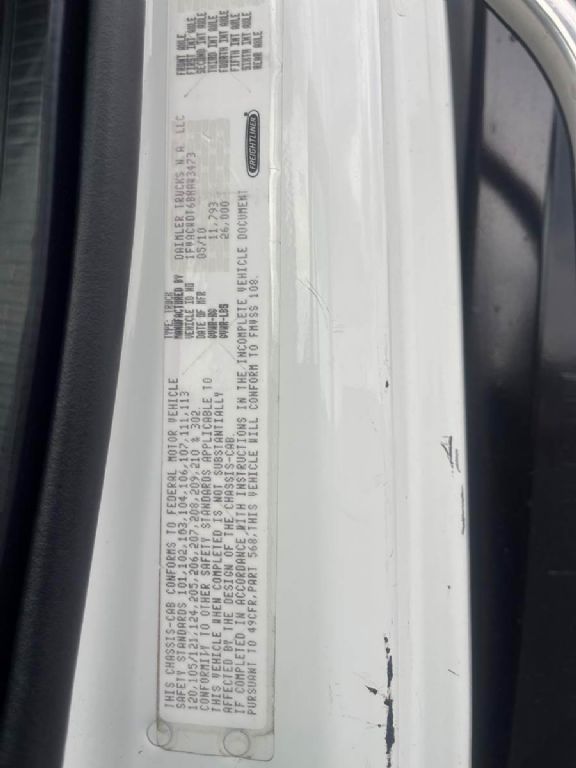 THIS CHASSIS-CAB CONFORMS TO FEDERAL MOTOR VEHICLE
SAFETY STANDARDS 101,102,103,104,106,107,111,113
120,105/121,124,205,206,207,208,209,210 & 302.
CONFORMITY TO OTHER SAFETY STANDARDS APPLICABLE TO
THIS VEHICLE WHEN COMPLETED IS NOT SUBSTANTIALLY
AFFECTED BY THE DESIGN OF THE CHASSIS-CAB.
IF COMPLETED IN ACCORDANCE WITH INSTRUCTIONS IN THE INCOMPLETE VEHICLE DOCUMENT
PURSUANT TO 49CFR,PART 568,THIS VEHICLE WILL CONFORM TO FMVSS 108.
TYPE: TRUCK
MANUFACTURED BY DAIMLER TRUCKS N.A. LLC
VEHICLE ID NO
DATE OF MFR 05/10
GVWR-KG 11,793
GVWR-LBS 26,000
FREIGHTLINER
FRONT AXLE
FIRST INT AXLE
SECOND INT AXLE
THIRD INT AXLE
FOURTH INT AXLE
FIFTH INT AXLE
SIXTH INT AXLE
REAR AXLE